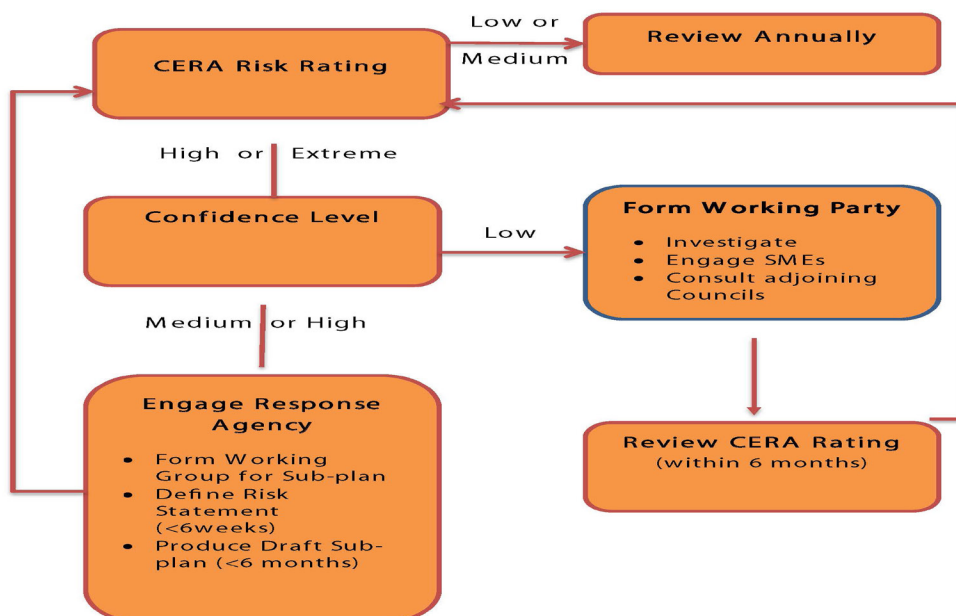 CERA Risk Rating
Low or
Medium
Review Annually
High or Extreme
Confidence Level
Low
Form Working Party
• Investigate
• Engage SMEs
• Consult adjoining
Councils
Medium or High
Engage Response
Agency
• Form Working
Group for Sub-plan
• Define Risk
Statement
(<6weeks)
• Produce Draft Sub-
plan (<6 months)
Review CERA Rating
(within 6 months)